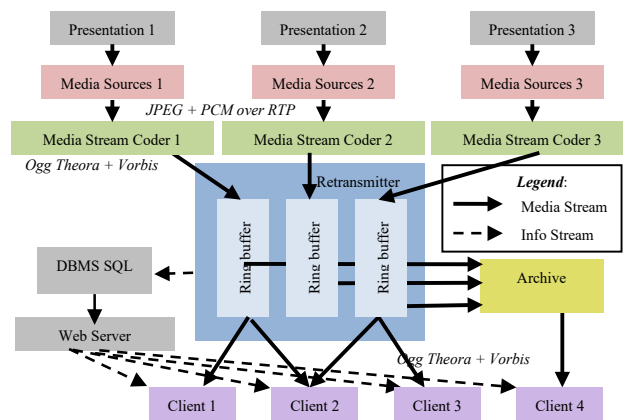 Presentation 1
Presentation 2
Presentation 3
Media Sources 1
Media Sources 2
Media Sources 3
JPEG + PCM over RTP
Media Stream Coder 1
Media Stream Coder 2
Media Stream Coder 3
Ogg Theora + Vorbis
Retransmitter
Legend:
Media Stream
Info Stream
Ring buffer
Ring buffer
Ring buffer
DBMS SQL
Archive
Web Server
Ogg Theora + Vorbis
Client 1
Client 2
Client 3
Client 4